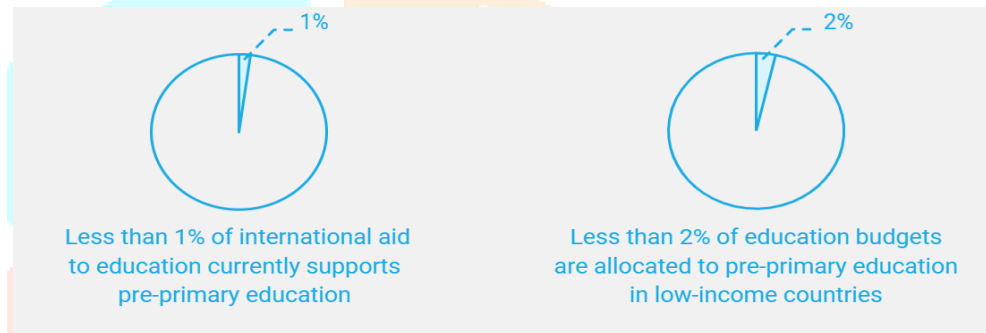 1%
2%
Less than 1% of international aid
to education currently supports
pre-primary education
Less than 2% of education budgets
are allocated to pre-primary education
in low-income countries